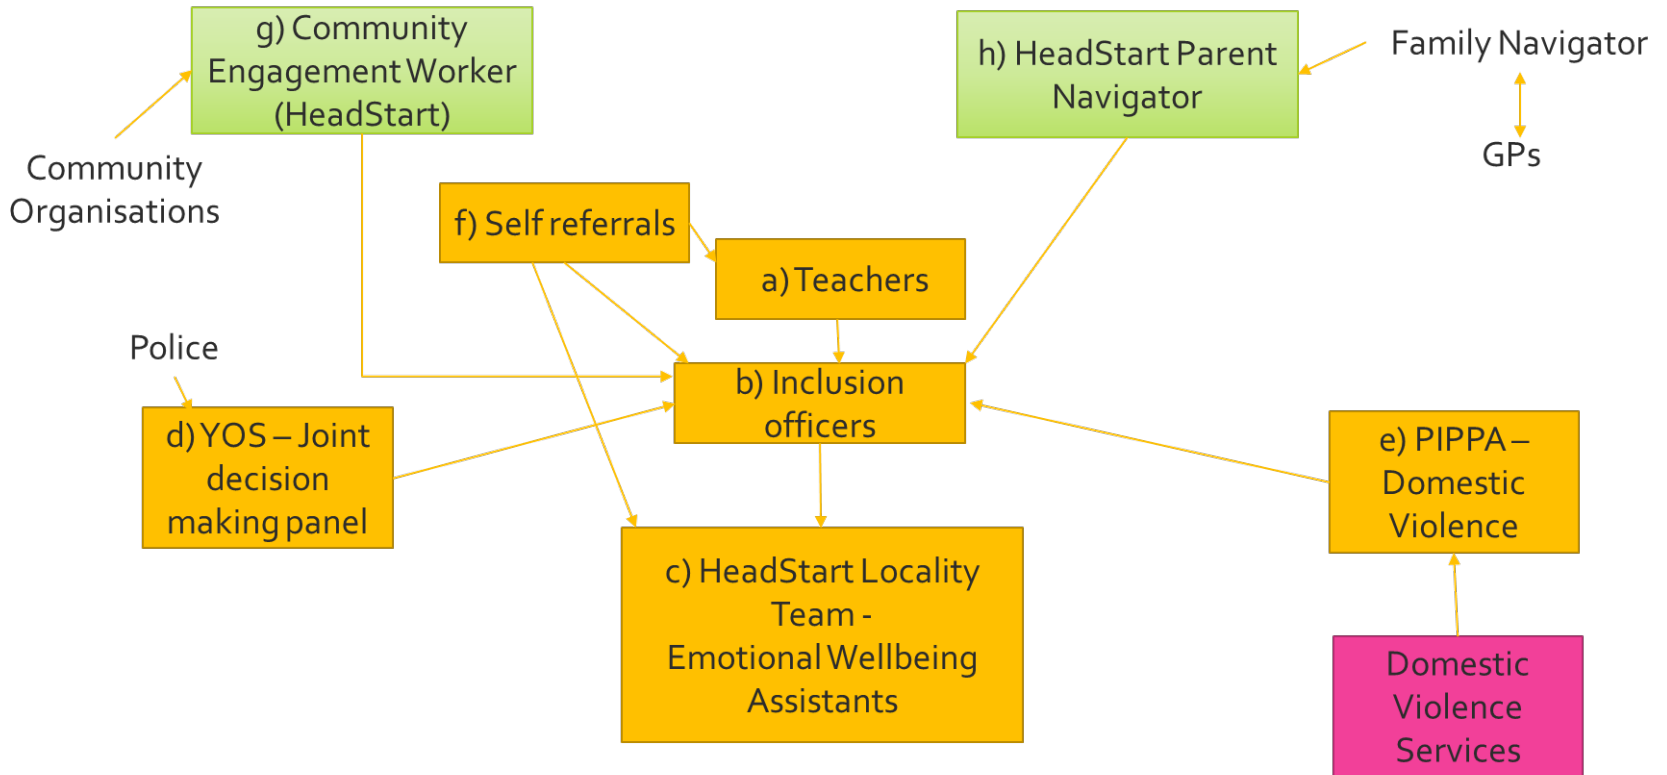 g) Community
Engagement Worker
(HeadStart)
h) HeadStart Parent
Navigator
Family Navigator
GPs
Community
Organisations
f) Self referrals
a) Teachers
Police
b) Inclusion
officers
d) YOS – Joint
decision
making panel
e) PIPPA –
Domestic
Violence
c) HeadStart Locality
Team -
Emotional Wellbeing
Assistants
Domestic
Violence
Services